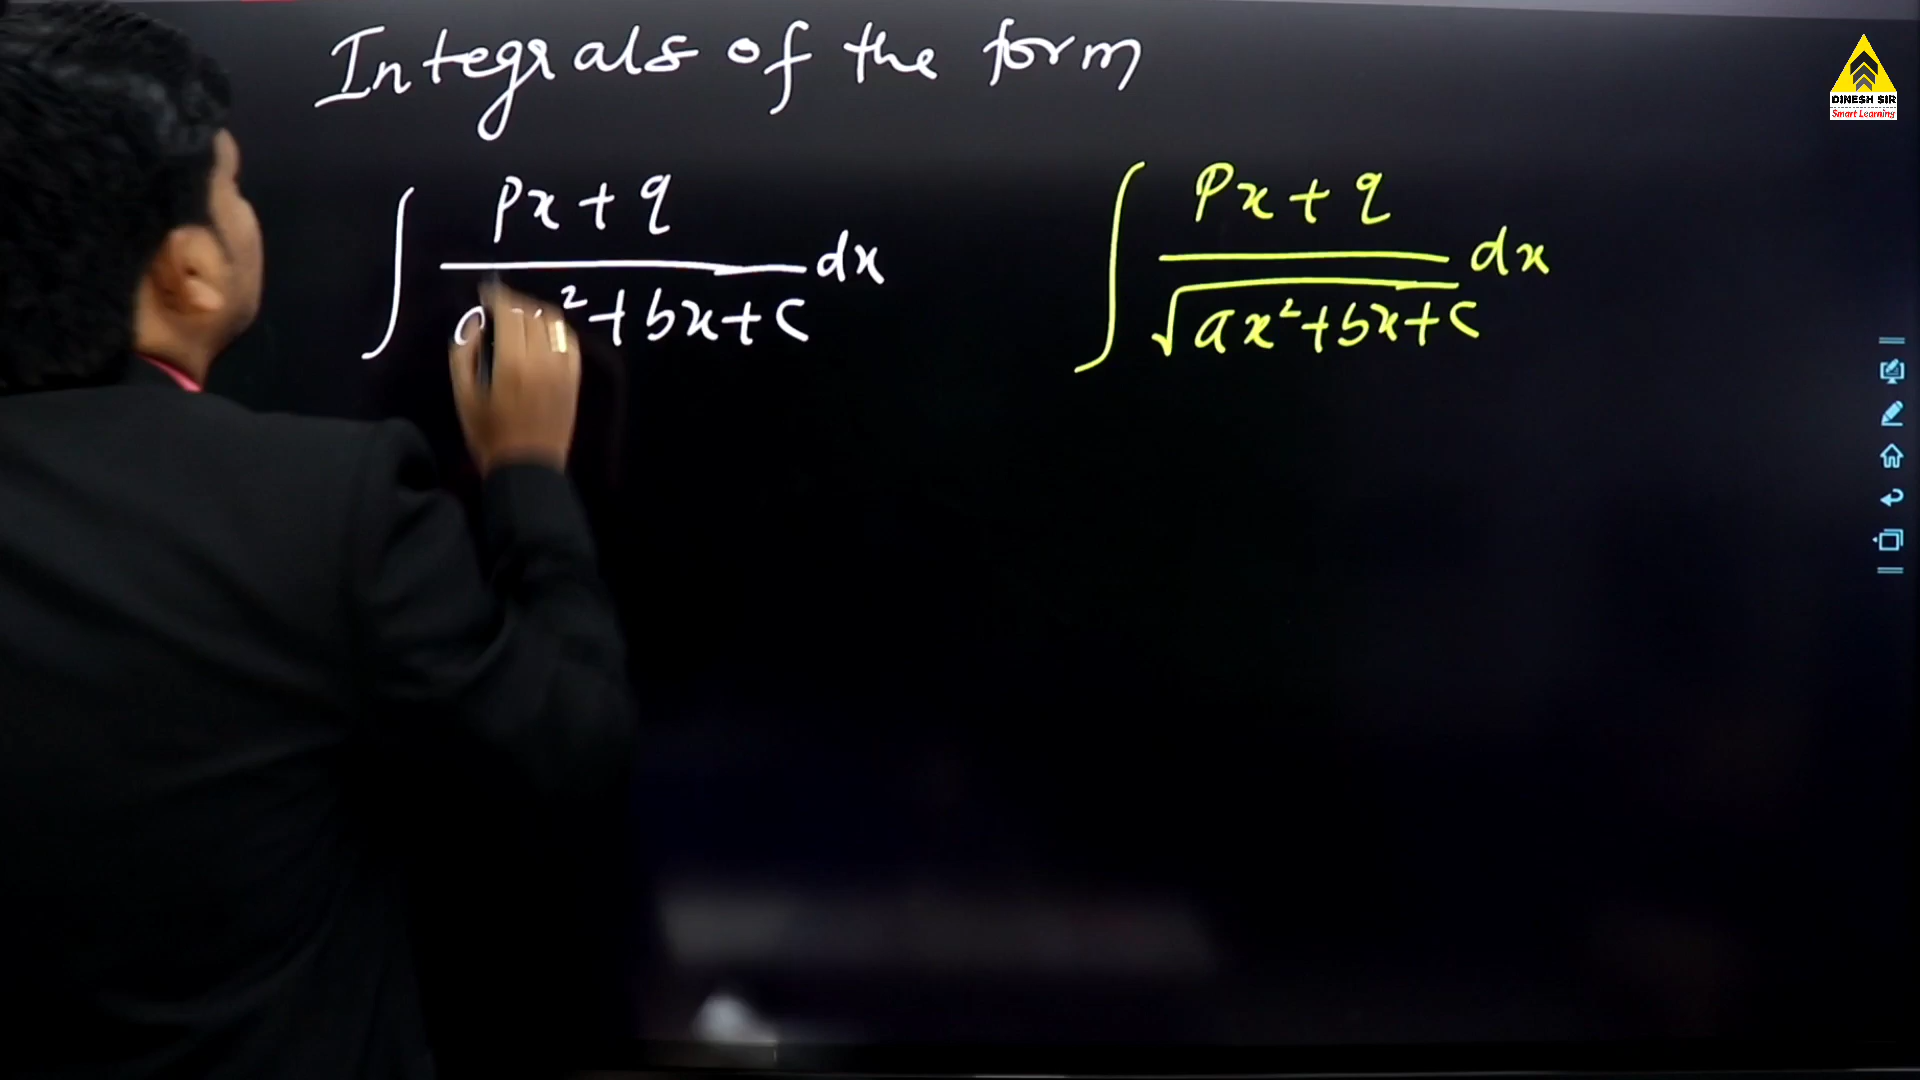 Integrals of the form
∫ px + q / ax² + bx + c dx
∫ px + q / √ax² + bx + c dx
DINESH SIR
Smart Learning